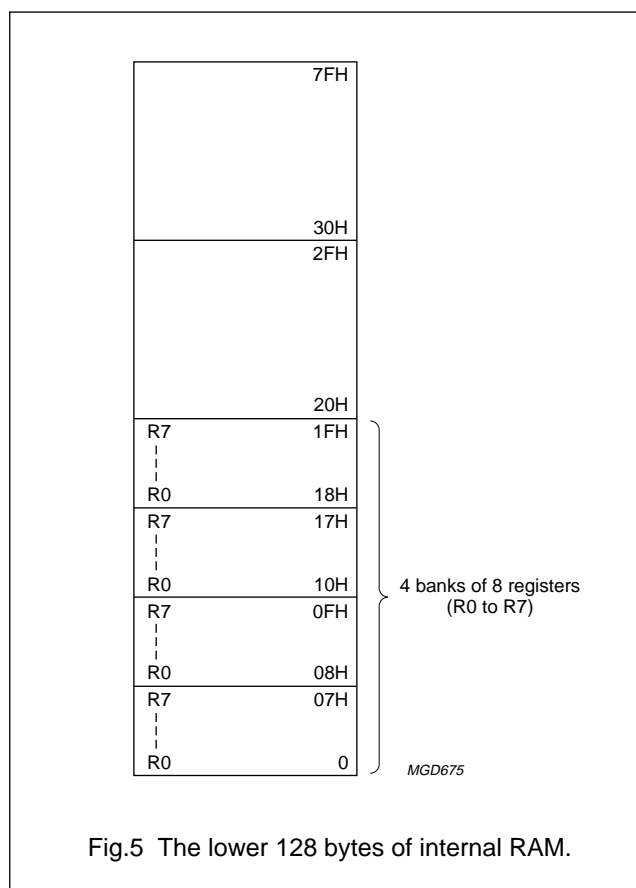 7FH
30H
2FH
20H
R7 1FH
R0 18H
R7 17H
R0 10H
R7 0FH
R0 08H
R7 07H
R0 0
4 banks of 8 registers
(R0 to R7)
MGD675
Fig.5 The lower 128 bytes of internal RAM.